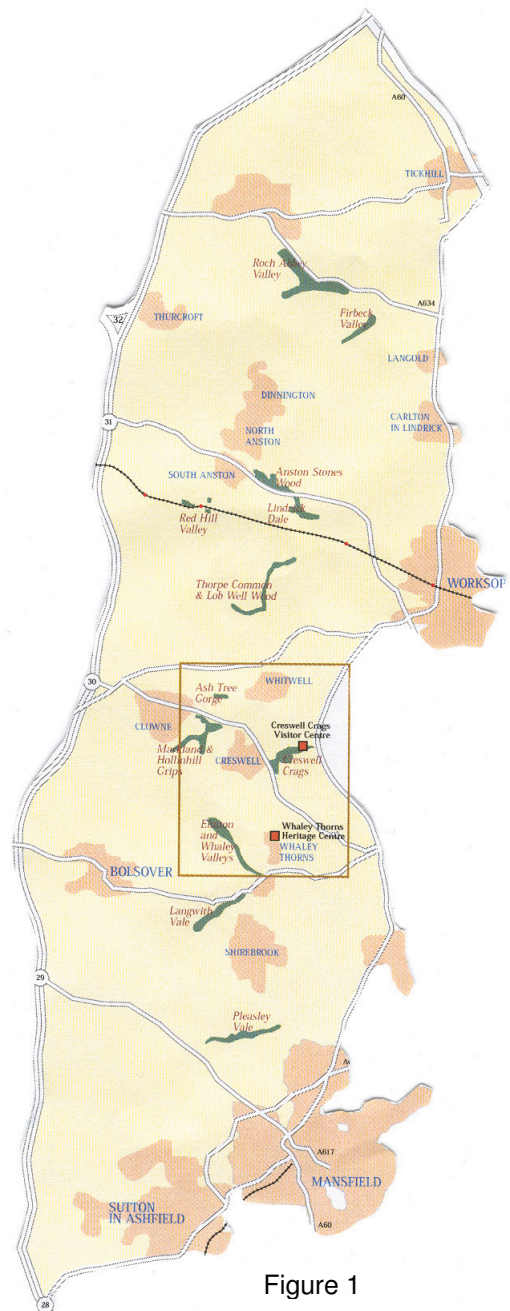 A60
TICKHILL
Roch Abbey
Valley
A634
Firbeck
Valley
32
THURCROFT
LANGOLD
DINNINGTON
CARLTON
IN LINDRICK
31
NORTH
ANSTON
SOUTH ANSTON
Anston Stones
Wood
Lindrick
Dale
Red Hill
Valley
Thorpe Common
& Lob Well Wood
WORKSOP
30
WHITWELL
Ash Tree
Gorge
CLOWNE
Creswell Crags
Visitor Centre
Markland &
Hollinhill
Grips
CRESWELL
Creswell
Crags
Elmton
and
Whaley
Valleys
Whaley Thorns
Heritage Centre
WHALEY
THORNS
BOLSOVER
Langwith
Vale
SHIREBROOK
29
Pleasley
Vale
A617
MANSFIELD
SUTTON
IN ASHFIELD
A60
28
Figure 1